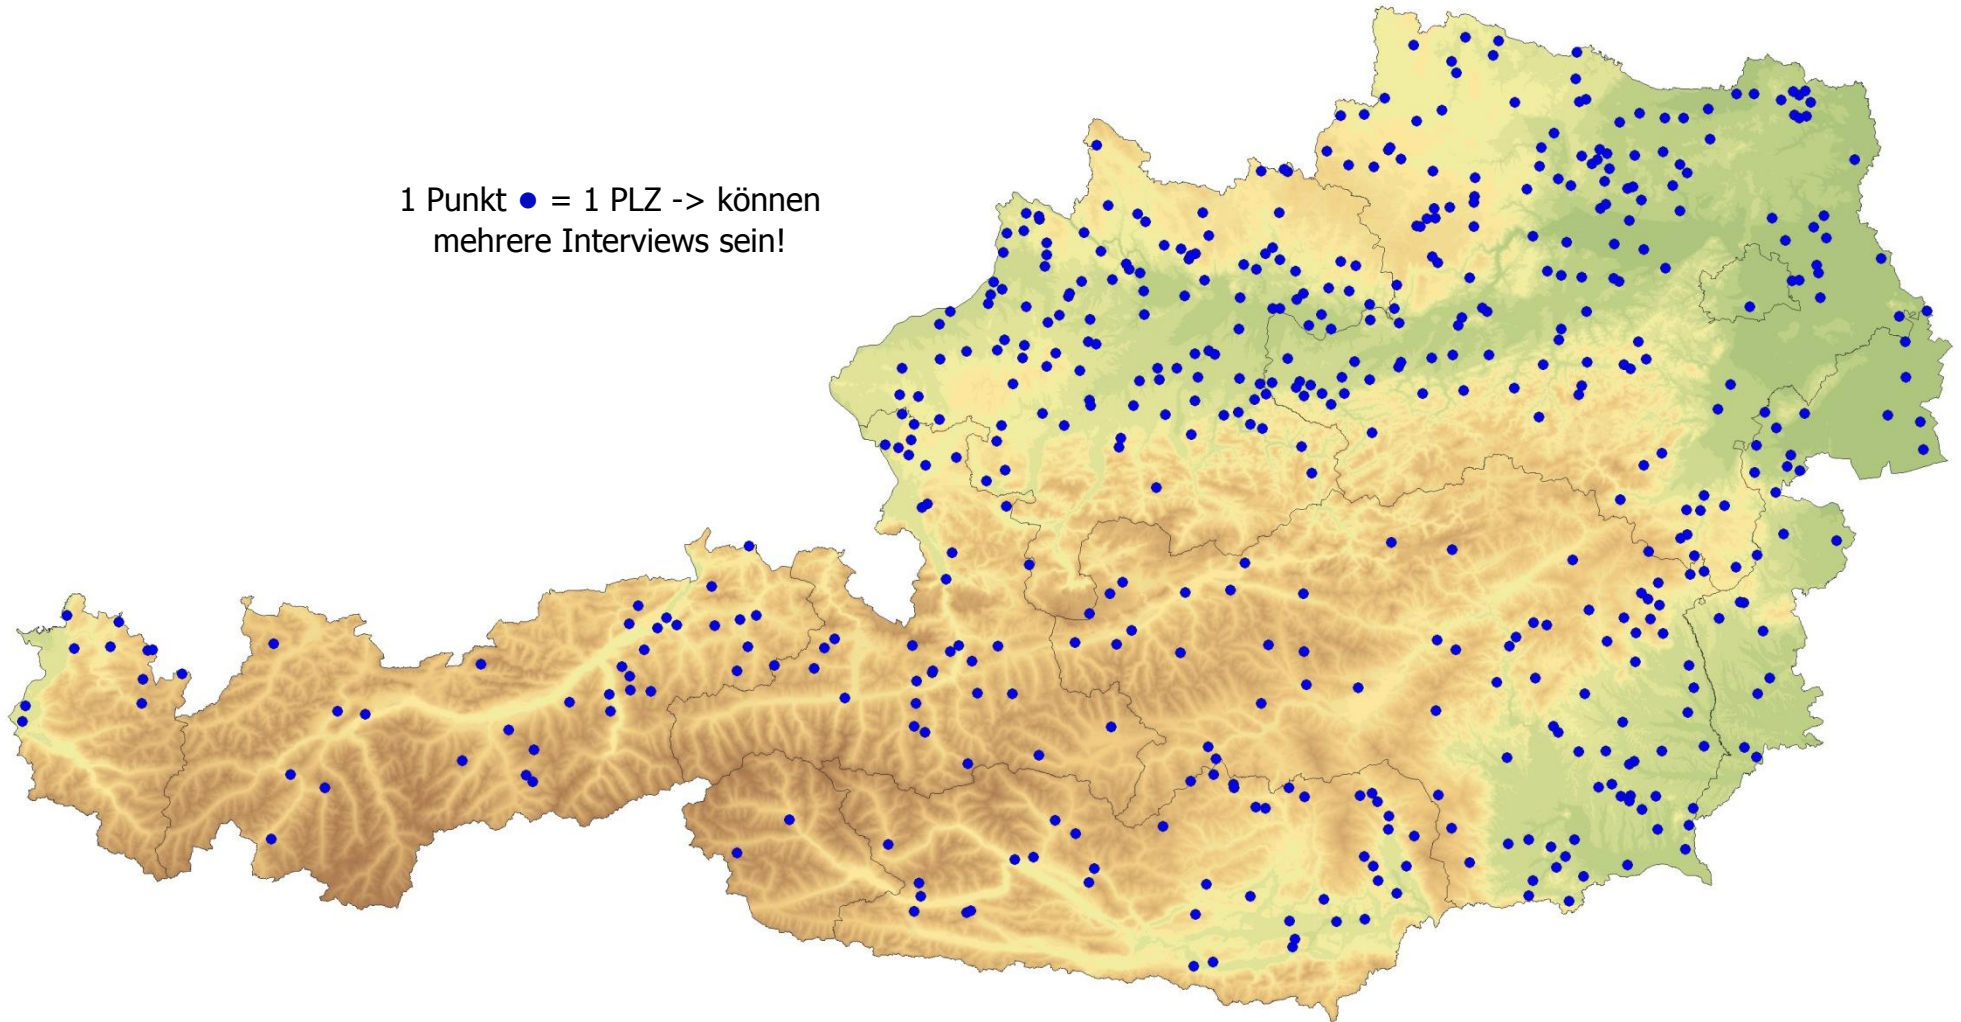 1 Punkt ● = 1 PLZ -> können
mehrere Interviews sein!